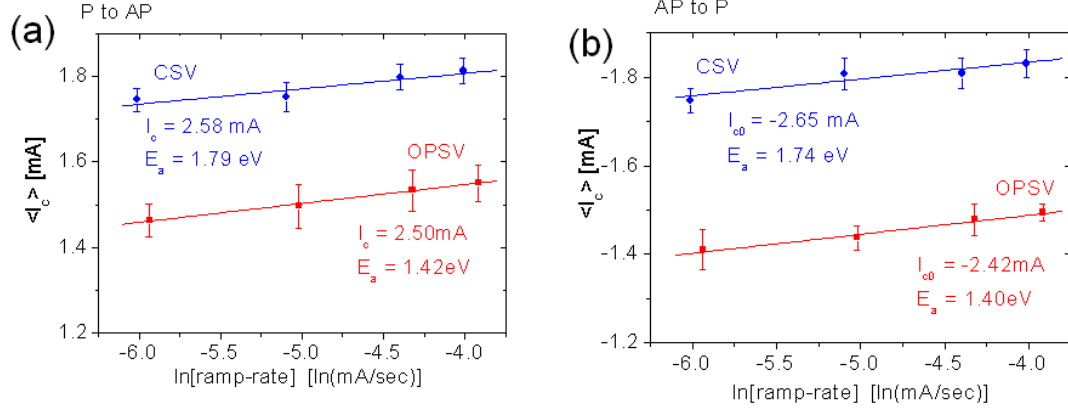 P to AP
(a)
1.8
1.6
1.4
1.2
<I_c> [mA]
CSV
I_c = 2.58 mA
E_a = 1.79 eV
OPSV
I_c = 2.50mA
E_a = 1.42eV
-6.0 -5.5 -5.0 -4.5 -4.0
ln[ramp-rate] [ln(mA/sec)]
AP to P
(b)
-1.8
-1.6
-1.4
-1.2
<I_c> [mA]
CSV
I_c0 = -2.65 mA
E_a = 1.74 eV
OPSV
I_c0 = -2.42mA
E_a = 1.40eV
-6.0 -5.5 -5.0 -4.5 -4.0
ln[ramp-rate] [ln(mA/sec)]